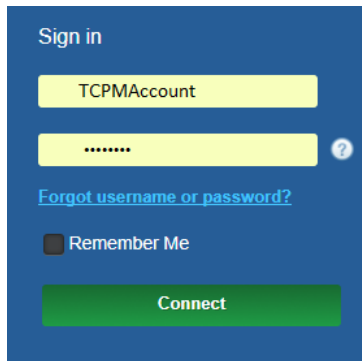 Sign in
TCPMAccount
••••••••
?
Forgot username or password?
Remember Me
Connect